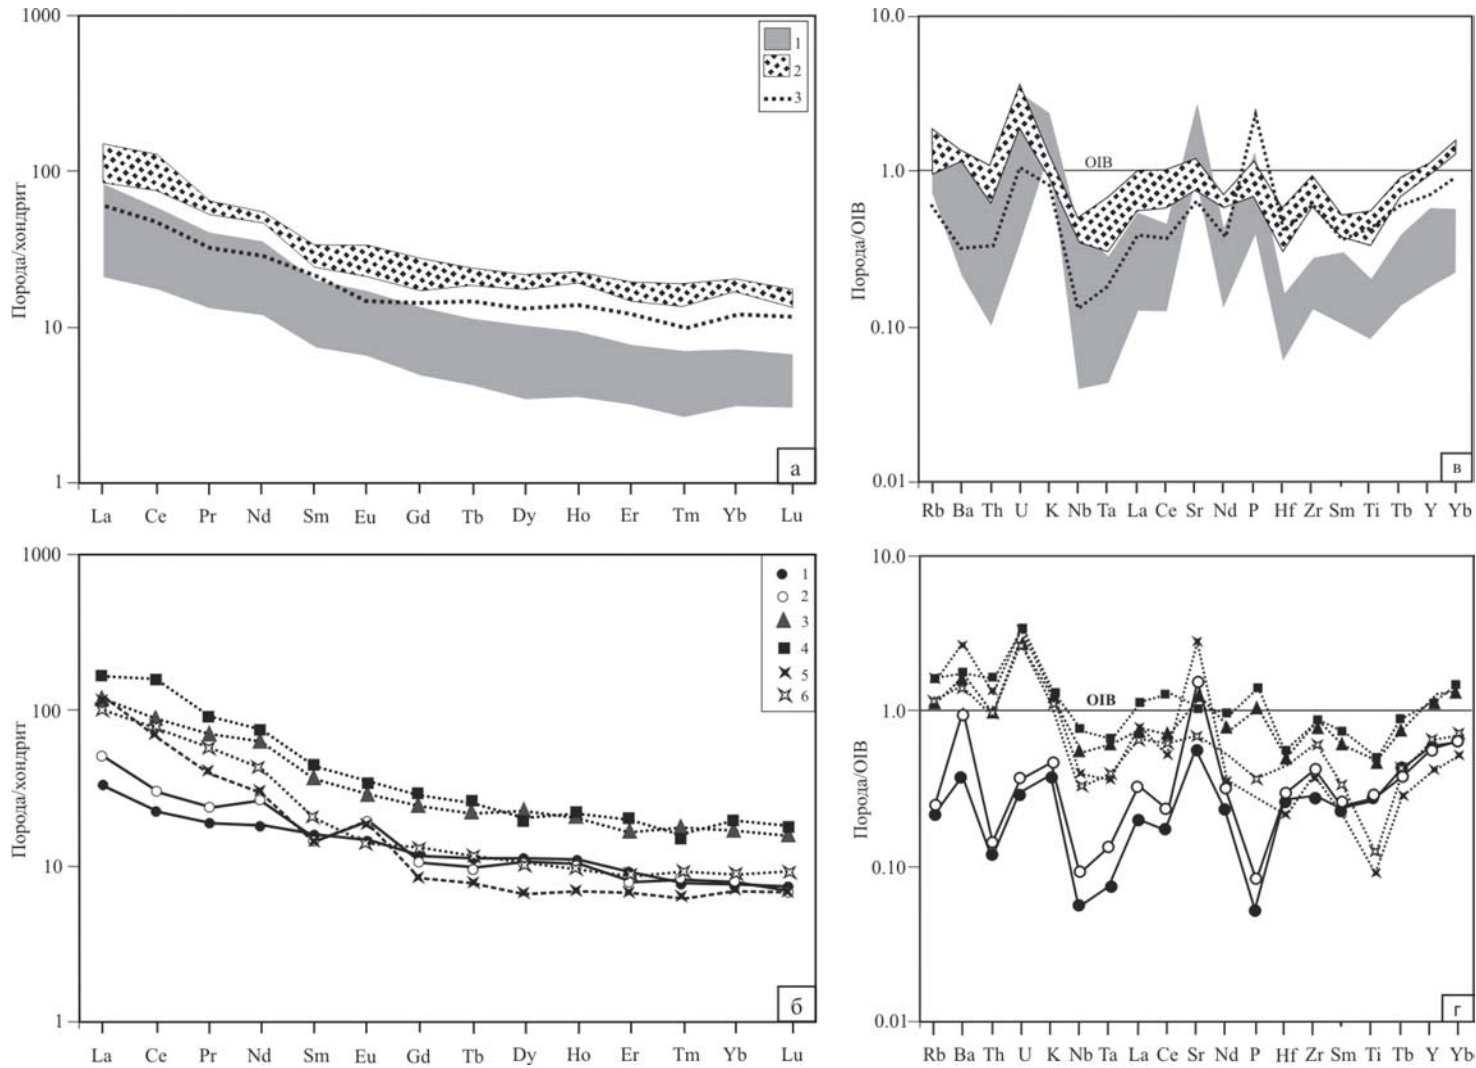 1000
100
10
1
Порода/хондрит
1
2
3
а
La Ce Pr Nd Sm Eu Gd Tb Dy Ho Er Tm Yb Lu
10.0
1.0
0.10
0.01
Порода/OIB
OIB
в
Rb Ba Th U K Nb Ta La Ce Sr Nd P Hf Zr Sm Ti Tb Y Yb
1000
100
10
1
Порода/хондрит
1
2
3
4
5
6
б
La Ce Pr Nd Sm Eu Gd Tb Dy Ho Er Tm Yb Lu
10.0
1.0
0.10
0.01
Порода/OIB
OIB
г
Rb Ba Th U K Nb Ta La Ce Sr Nd P Hf Zr Sm Ti Tb Y Yb